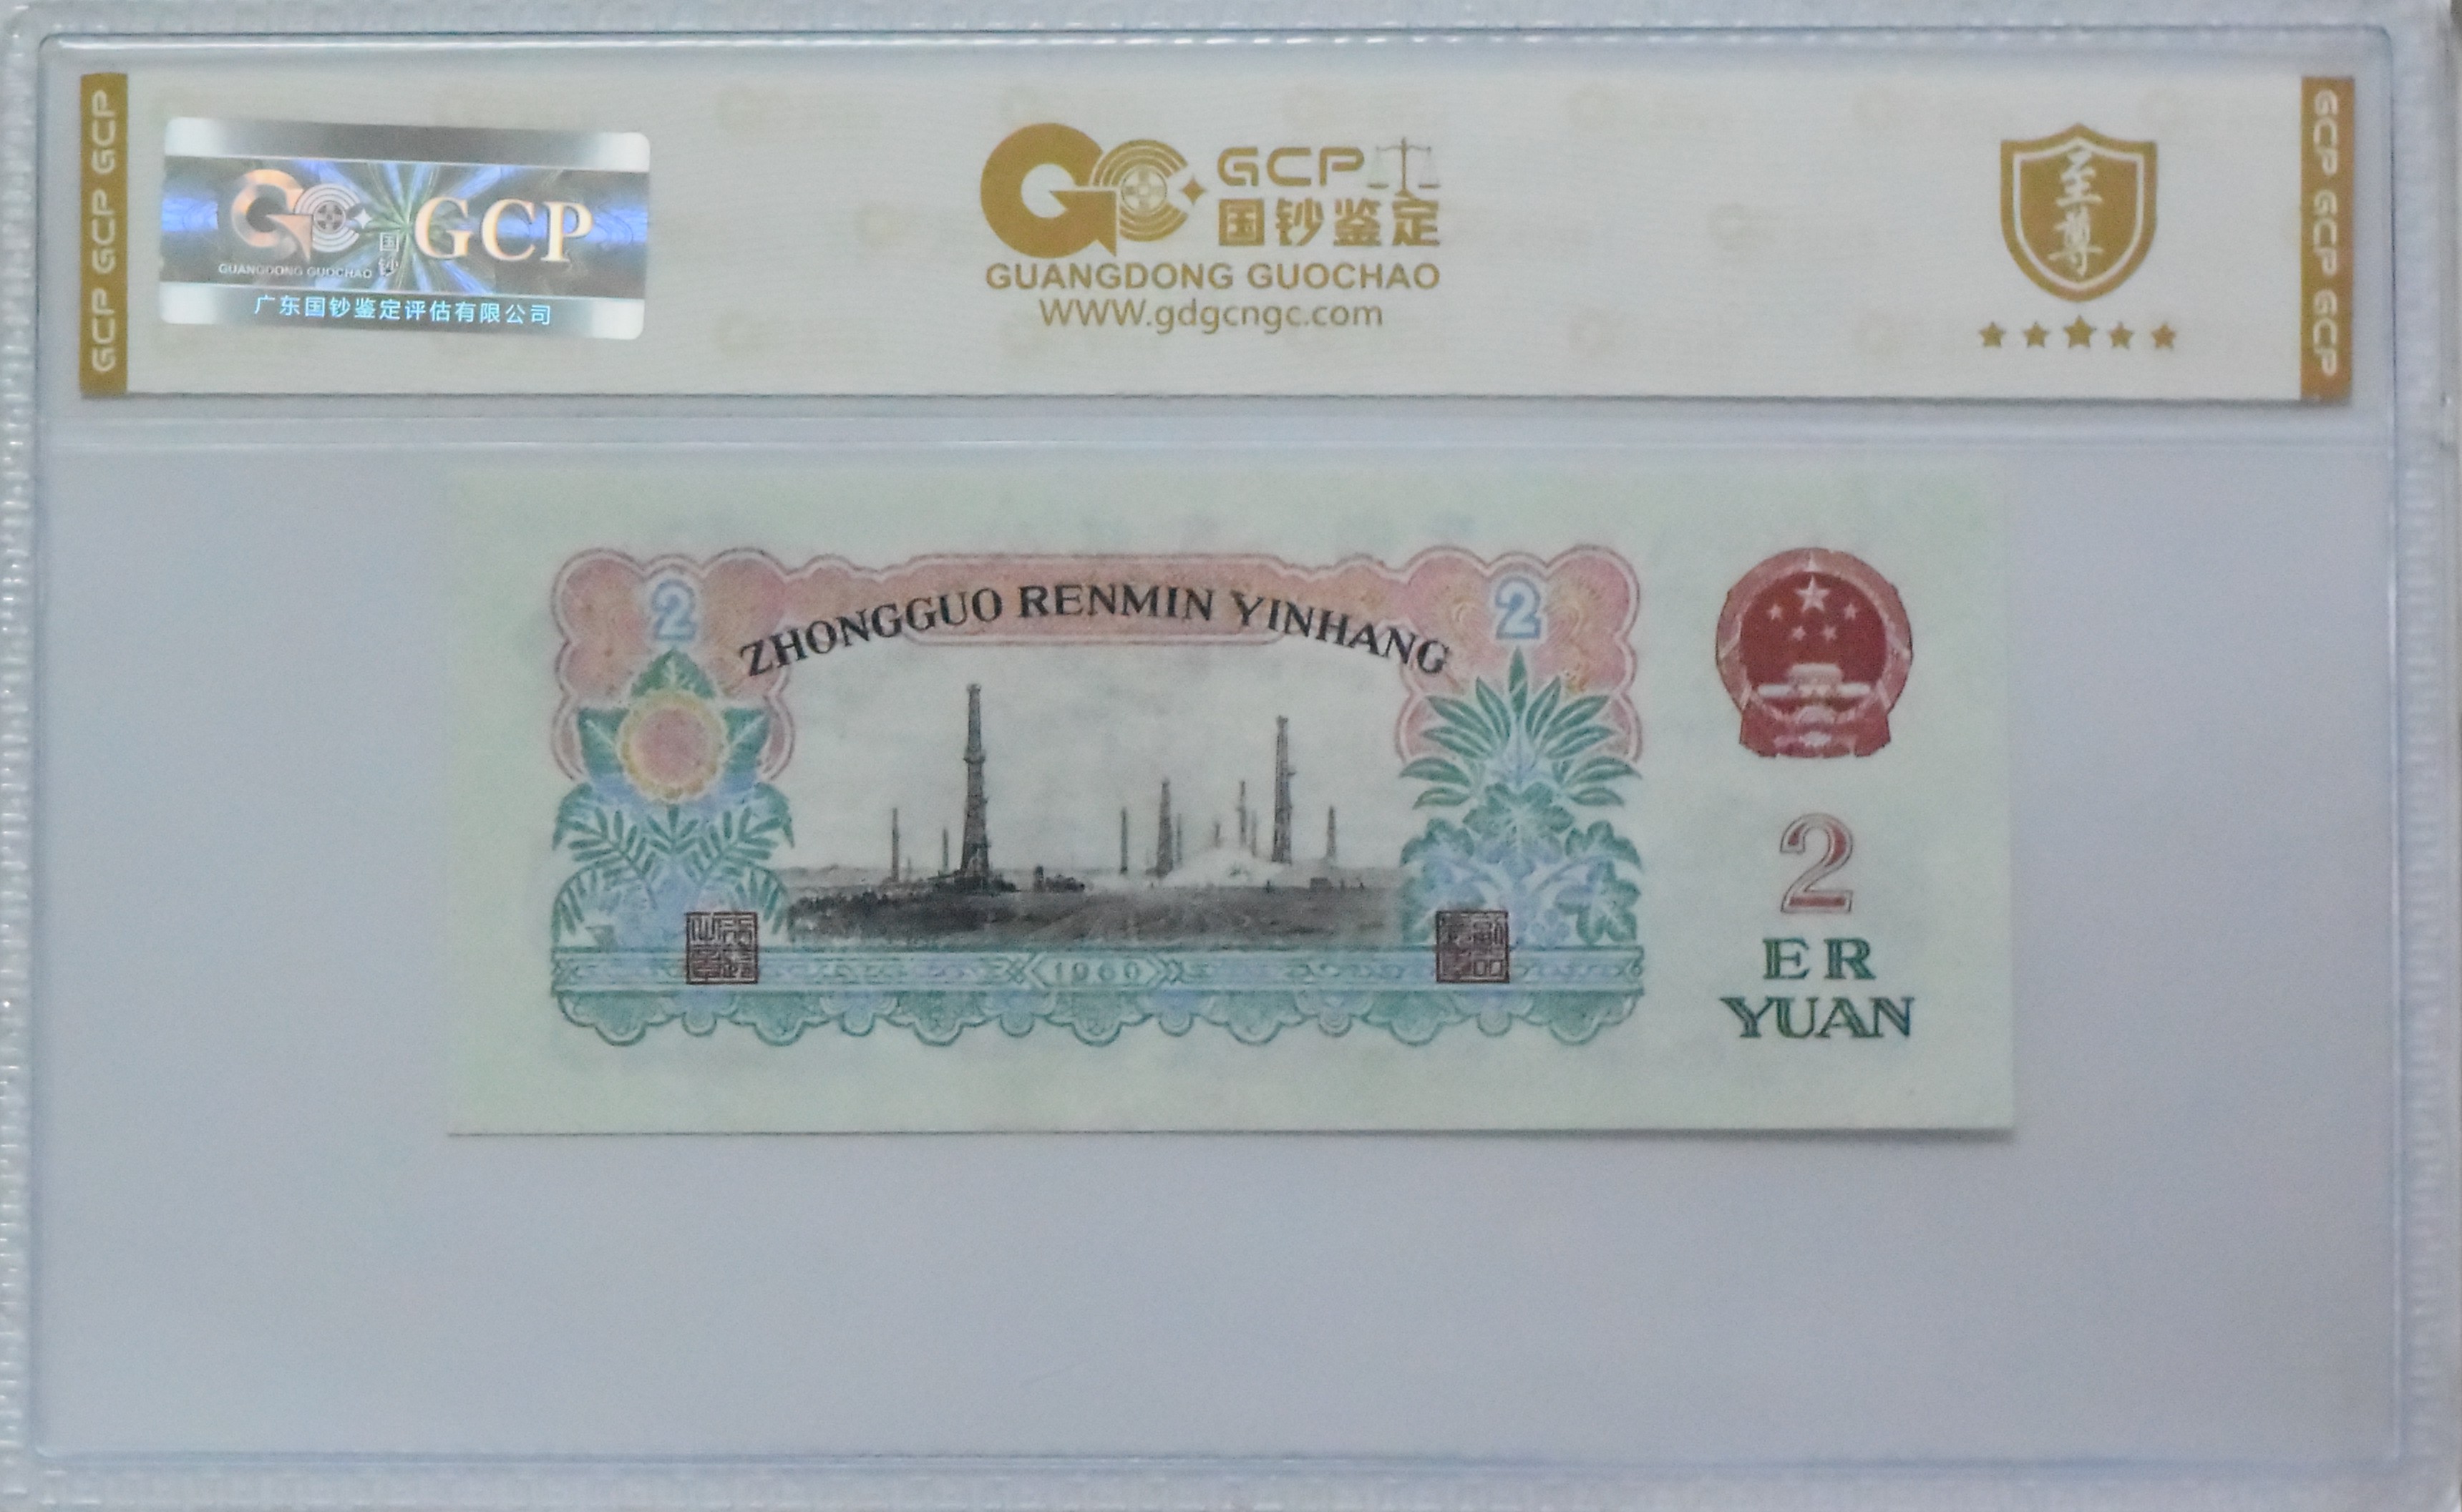 GCP GCP GCP
GUANGDONG GUOCHAO
国钞
GCP
广东国钞鉴定评估有限公司
GCP
国钞鉴定
GUANGDONG GUOCHAO
WWW.gdgcngc.com
至尊
GCP GCP GCP
2
ZHONGGUO RENMIN YINHANG
2
1960
2
ER
YUAN